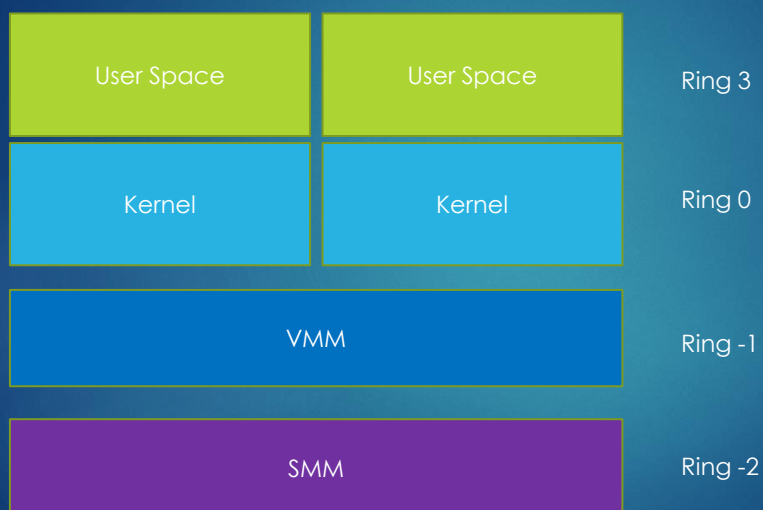 User Space
User Space
Ring 3
Kernel
Kernel
Ring 0
VMM
Ring -1
SMM
Ring -2